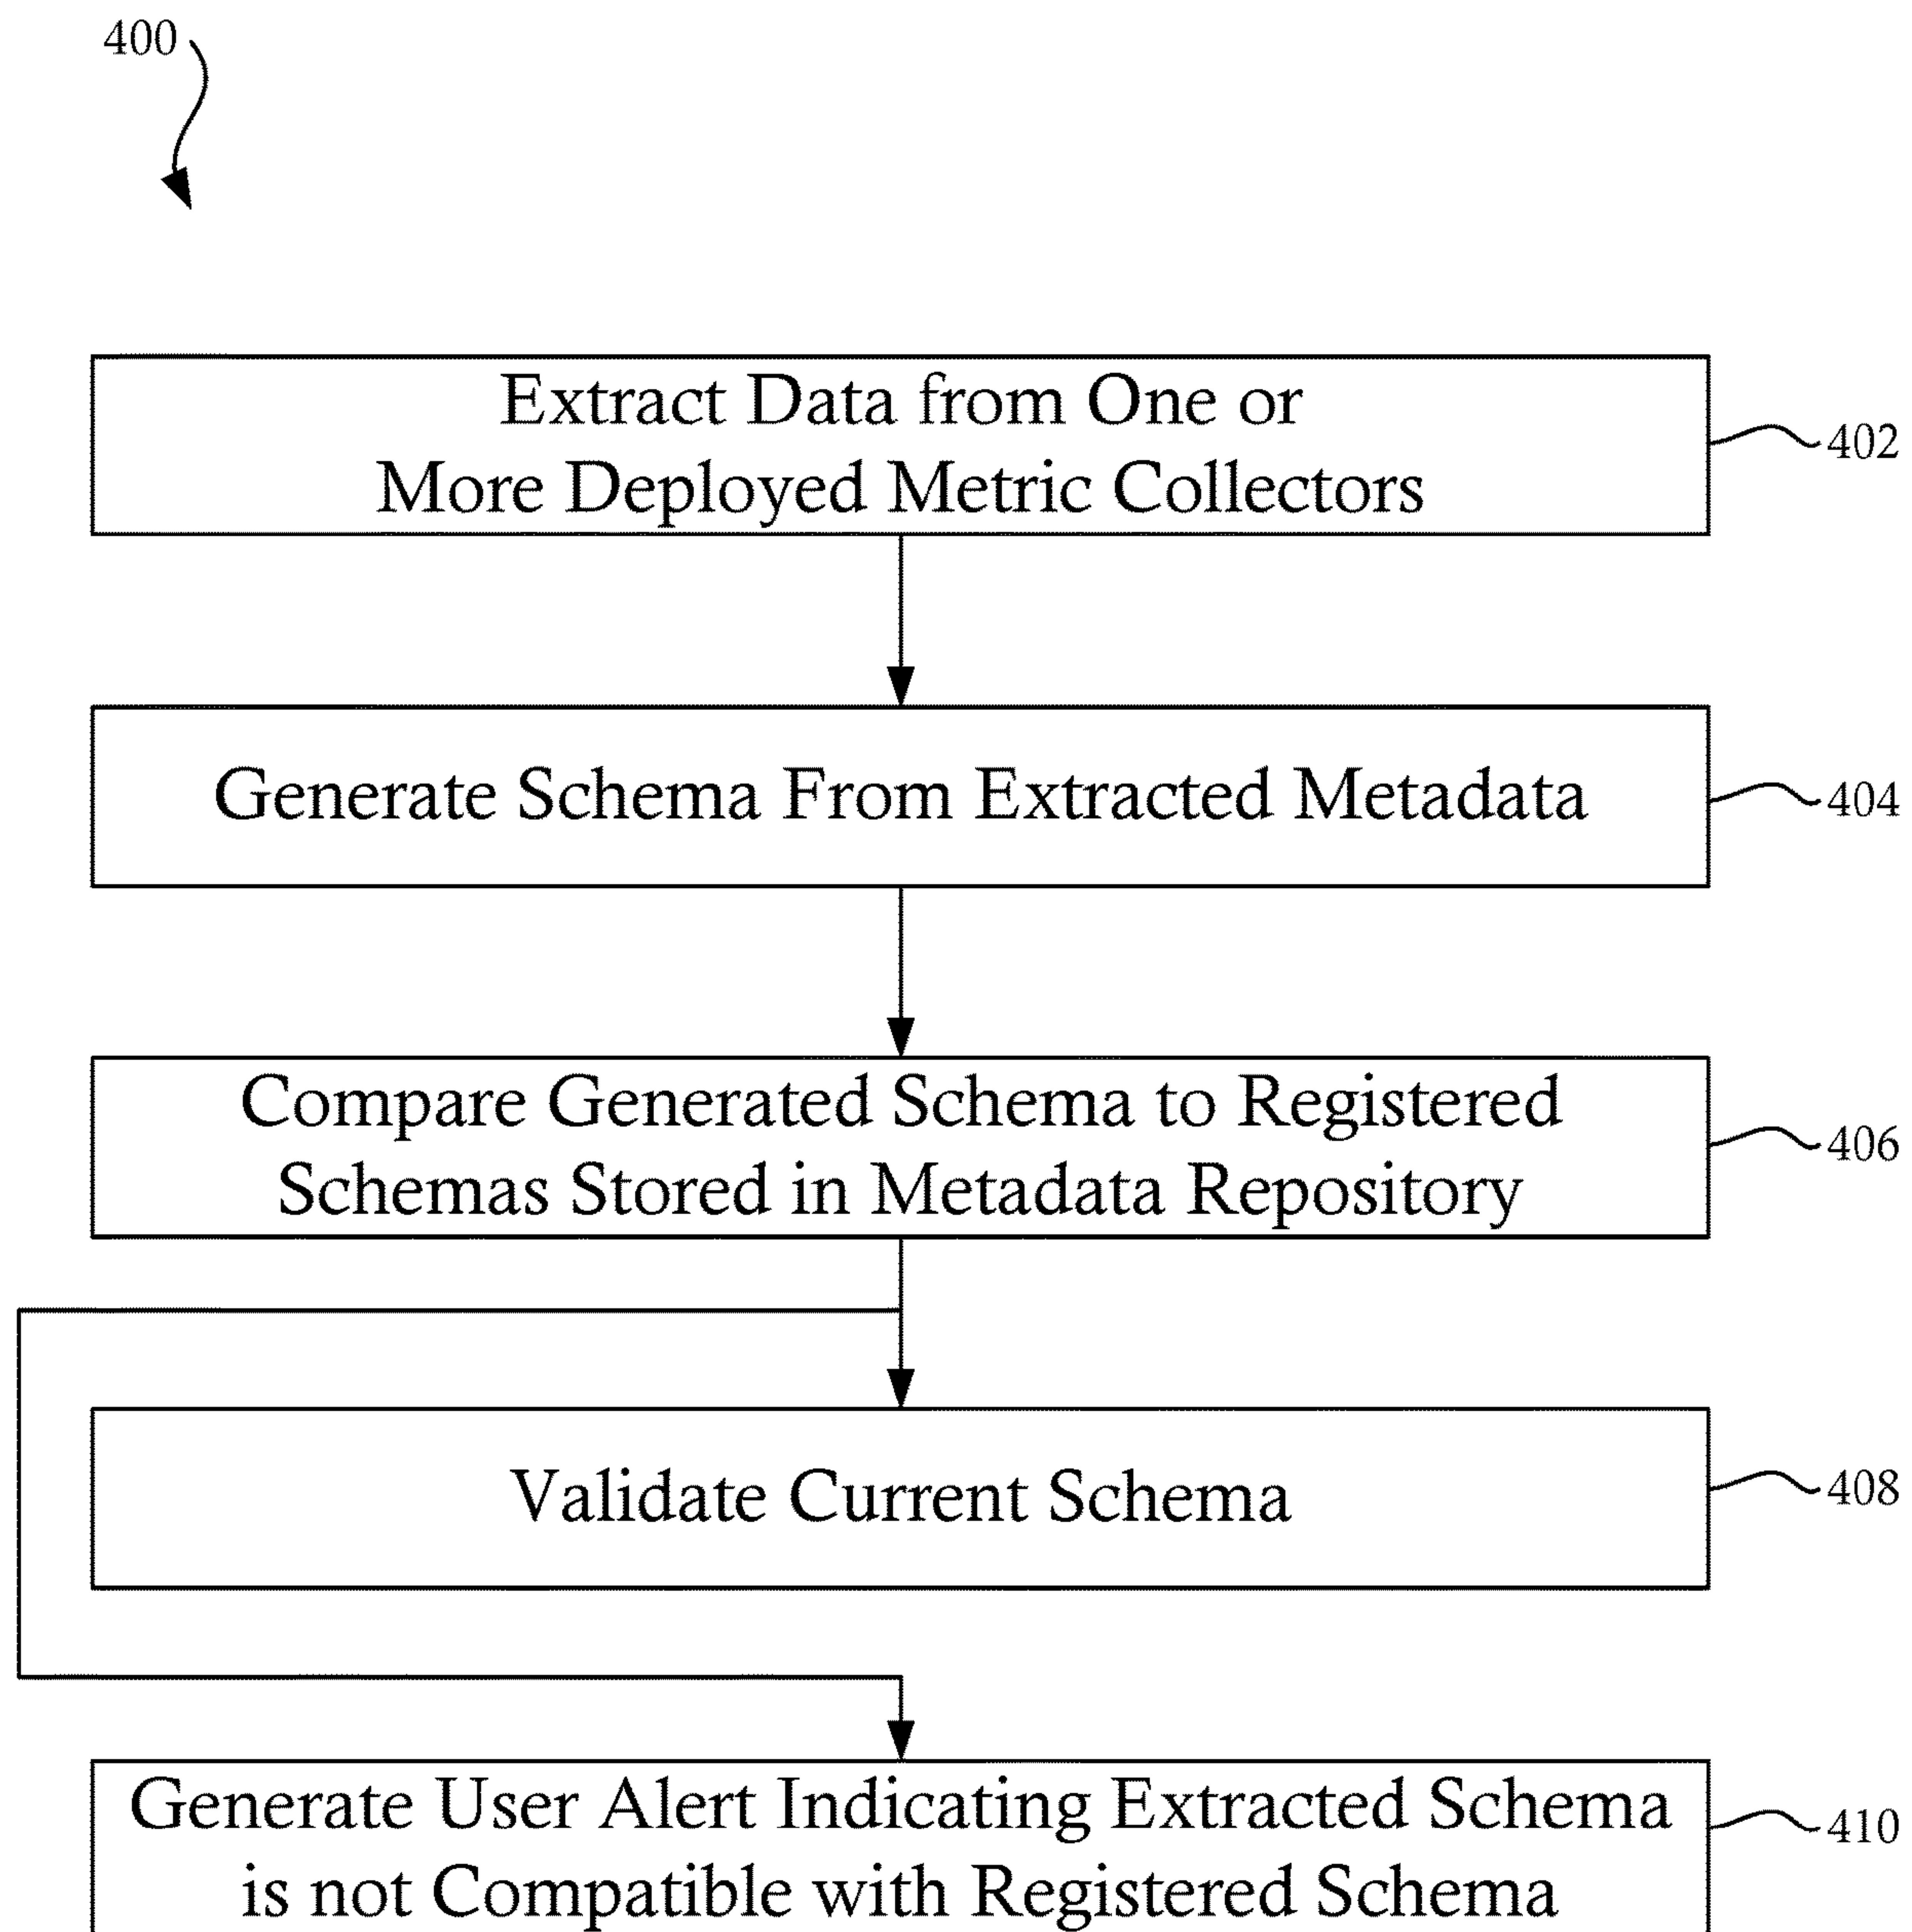 400
Extract Data from One or
More Deployed Metric Collectors
402
Generate Schema From Extracted Metadata
404
Compare Generated Schema to Registered
Schemas Stored in Metadata Repository
406
Validate Current Schema
408
Generate User Alert Indicating Extracted Schema
is not Compatible with Registered Schema
410